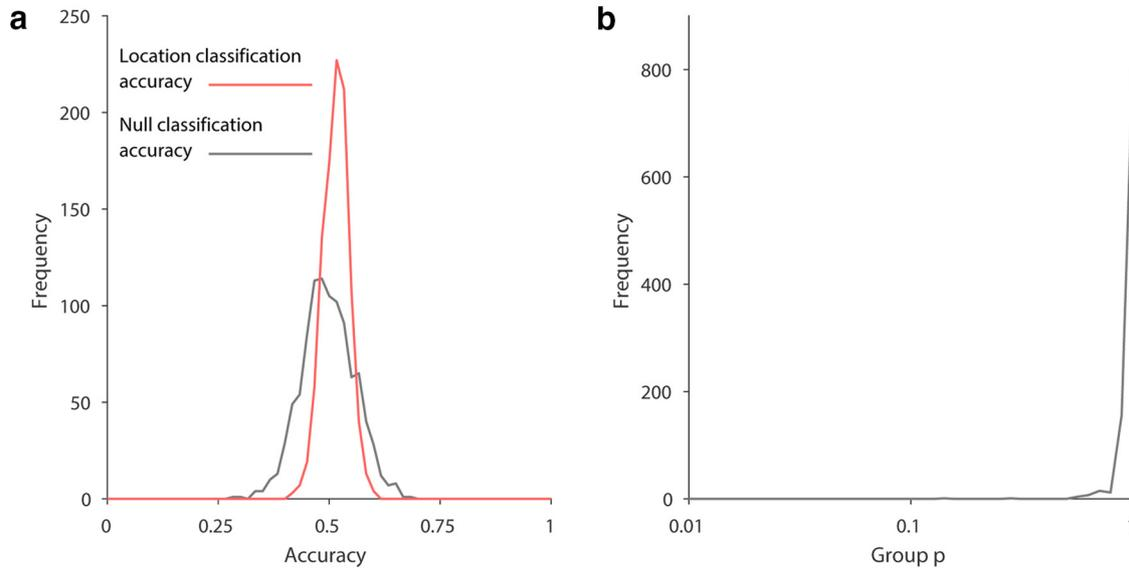 a
250
200
150
100
50
0
Frequency
Location classification
accuracy
Null classification
accuracy
0 0.25 0.5 0.75 1
Accuracy
b
800
600
400
200
0
Frequency
0.01 0.1
Group p